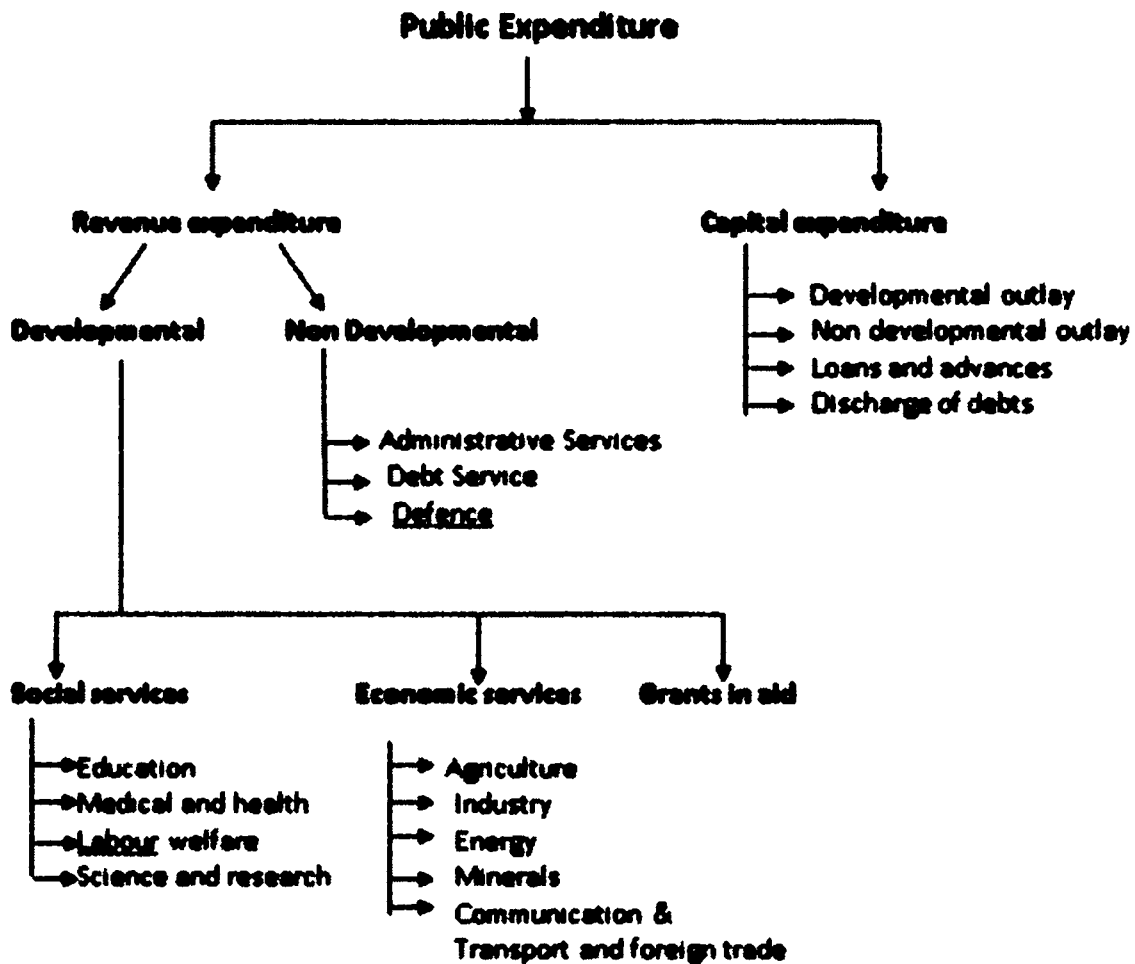 Public Expenditure
Revenue expenditure
Capital expenditure
Developmental outlay
Non developmental outlay
Loans and advances
Discharge of debts
Developmental
Non Developmental
Administrative Services
Debt Service
Defence
Social services
Economic services
Grants in aid
Education
Medical and health
Labour welfare
Science and research
Agriculture
Industry
Energy
Minerals
Communication &
Transport and foreign trade